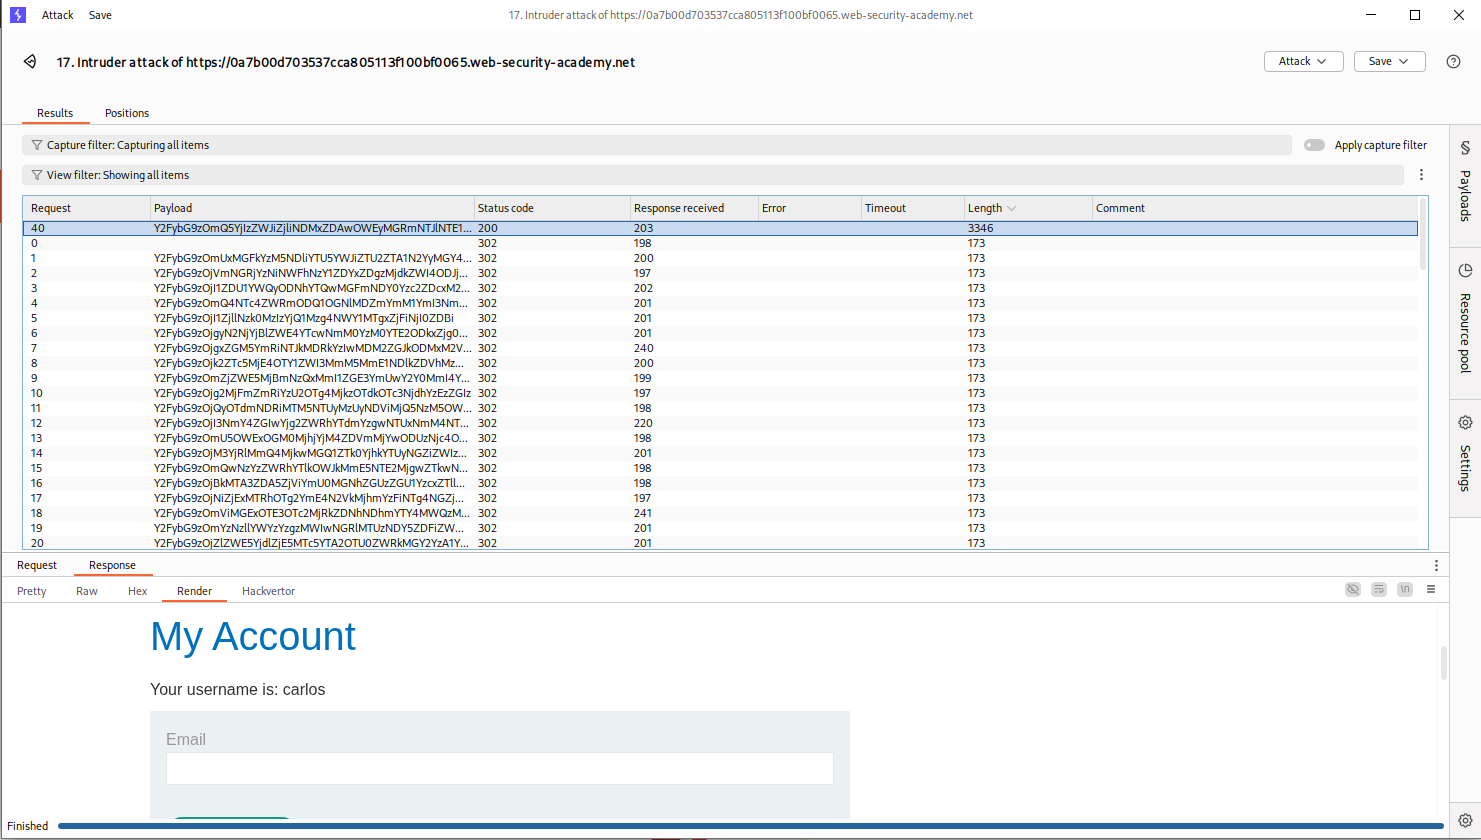 Attack Save 17. Intruder attack of https://0a7b00d703537cca805113f100bf0065.web-security-academy.net
17. Intruder attack of https://0a7b00d703537cca805113f100bf0065.web-security-academy.net Attack Save
Results Positions
Capture filter: Capturing all items Apply capture filter
View filter: Showing all items
Request Payload Status code Response received Error Timeout Length Comment
40 Y2FybG9zOmQ5YjIzZWJiZjliNDMxZDAwOWEyMGRmNTJlNTE1... 200 203 3346
0 302 198 173
1 Y2FybG9zOmUxMGFkYzM5NDliYTU5YWJiZTU2ZTA1N2YyMGY4... 302 200 173
2 Y2FybG9zOjVmNGRjYzNiNWFhNzY1ZDYxZDgzMjdkZWI4ODJj... 302 197 173
3 Y2FybG9zOjI1ZDU1YWQyODNhYTQwMGFmNDY0Yzc2ZDcxM2... 302 202 173
4 Y2FybG9zOmQ4NTc4ZWRmODQ1OGNlMDZmYmM1YmI3Nm... 302 201 173
5 Y2FybG9zOjI1ZjllNzk0MzIzYjQ1Mzg4NWY1MTgxZjFiNjI0ZDBi 302 201 173
6 Y2FybG9zOjgyN2NjYjBlZWE4YTcwNmM0YzM0YTE2ODkxZjg0... 302 201 173
7 Y2FybG9zOjgxZGM5YmRiNTJkMDRkYzIwMDM2ZGJkODMxM2V... 302 240 173
8 Y2FybG9zOjk2ZTc5MjE4OTY1ZWI3MmM5MmE1NDlkZDVhMz... 302 200 173
9 Y2FybG9zOmZjZWE5MjBmNzQxMmI1ZGE3YmUwY2Y0MmI4Y... 302 199 173
10 Y2FybG9zOjg2MjFmZmRiYzU2OTg4MjkzOTdkOTc3NjdhYzEzZGIz 302 197 173
11 Y2FybG9zOjQyOTdmNDRiMTM5NTUyMzUyNDViMjQ5NzM5OW... 302 198 173
12 Y2FybG9zOjI3NmY4ZGIwYjg2ZWRhYTdmYzgwNTUxNmM4NT... 302 220 173
13 Y2FybG9zOmU5OWExOGM0MjhjYjM4ZDVmMjYwODUzNjc4O... 302 198 173
14 Y2FybG9zOjM3YjRlMmQ4MjkwMGQ1ZTk0YjhkYTUyNGZiZWIz... 302 201 173
15 Y2FybG9zOmQwNzYzZWRhYTlkOWJkMmE5NTE2MjgwZTkwN... 302 198 173
16 Y2FybG9zOjBkMTA3ZDA5ZjViYmU0MGNhZGUzZGU1YzcxZTll... 302 198 173
17 Y2FybG9zOjNiZjExMTRhOTg2YmE4N2VkMjhmYzFiNTg4NGZj... 302 197 173
18 Y2FybG9zOmViMGExOTE3OTc2MjRkZDNhNDhmYTY4MWQzM... 302 241 173
19 Y2FybG9zOmYzNzllYWYzYzgzMWIwNGRlMTUzNDY5ZDFiZW... 302 201 173
20 Y2FybG9zOjZlZWE5YjdlZjE5MTc5YTA2OTU0ZWRkMGY2YzA1Y... 302 201 173
Payloads
Resource pool
Settings
Request Response
Pretty Raw Hex Render Hackvertor
\n
My Account
Your username is: carlos
Email
Finished